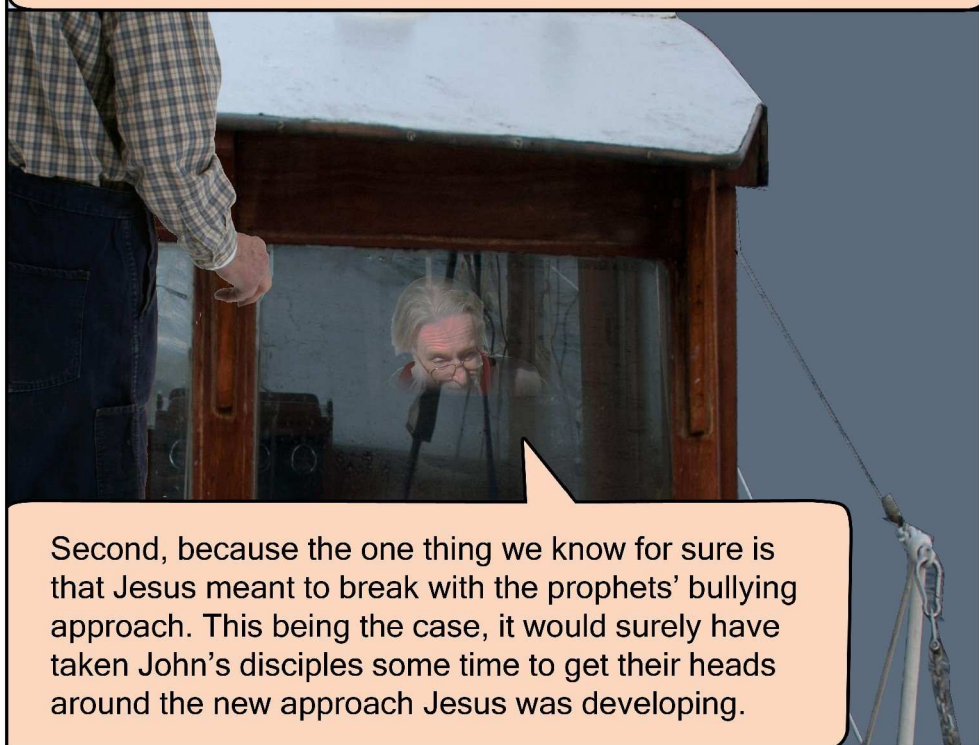 Second, because the one thing we know for sure is
that Jesus meant to break with the prophets’ bullying
approach. This being the case, it would surely have
taken John’s disciples some time to get their heads
around the new approach Jesus was developing.